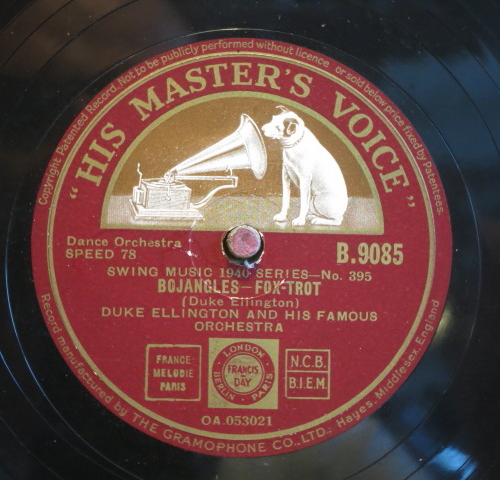 Copyright Patented Record. Not to be publicly performed without licence or sold below price fixed by Patentees.
"HIS MASTER'S VOICE"
Dance Orchestra
SPEED 78
B.9085
SWING MUSIC 1940 SERIES—No. 395
BOJANGLES—FOX-TROT
(Duke Ellington)
DUKE ELLINGTON AND HIS FAMOUS
ORCHESTRA
FRANCE
MELODIE
PARIS
LONDON
FRANCIS
DAY
BERLIN
PARIS
N.C.B.
B.I.E.M.
OA.053021
Record manufactured by THE GRAMOPHONE CO., LTD., Hayes, Middlesex, England